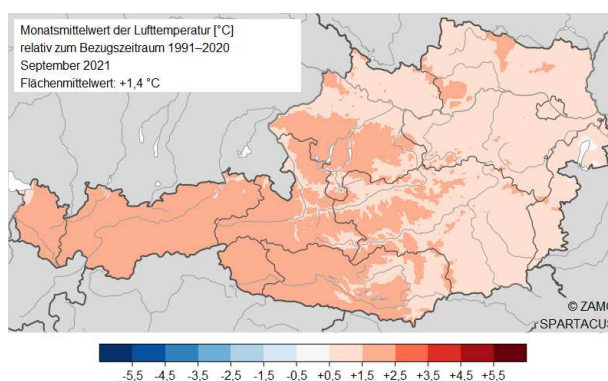 Monatsmittelwert der Lufttemperatur [°C]
relativ zum Bezugszeitraum 1991–2020
September 2021
Flächenmittelwert: +1,4 °C
© ZAMG
SPARTACUS
-5,5 -4,5 -3,5 -2,5 -1,5 -0,5 +0,5 +1,5 +2,5 +3,5 +4,5 +5,5